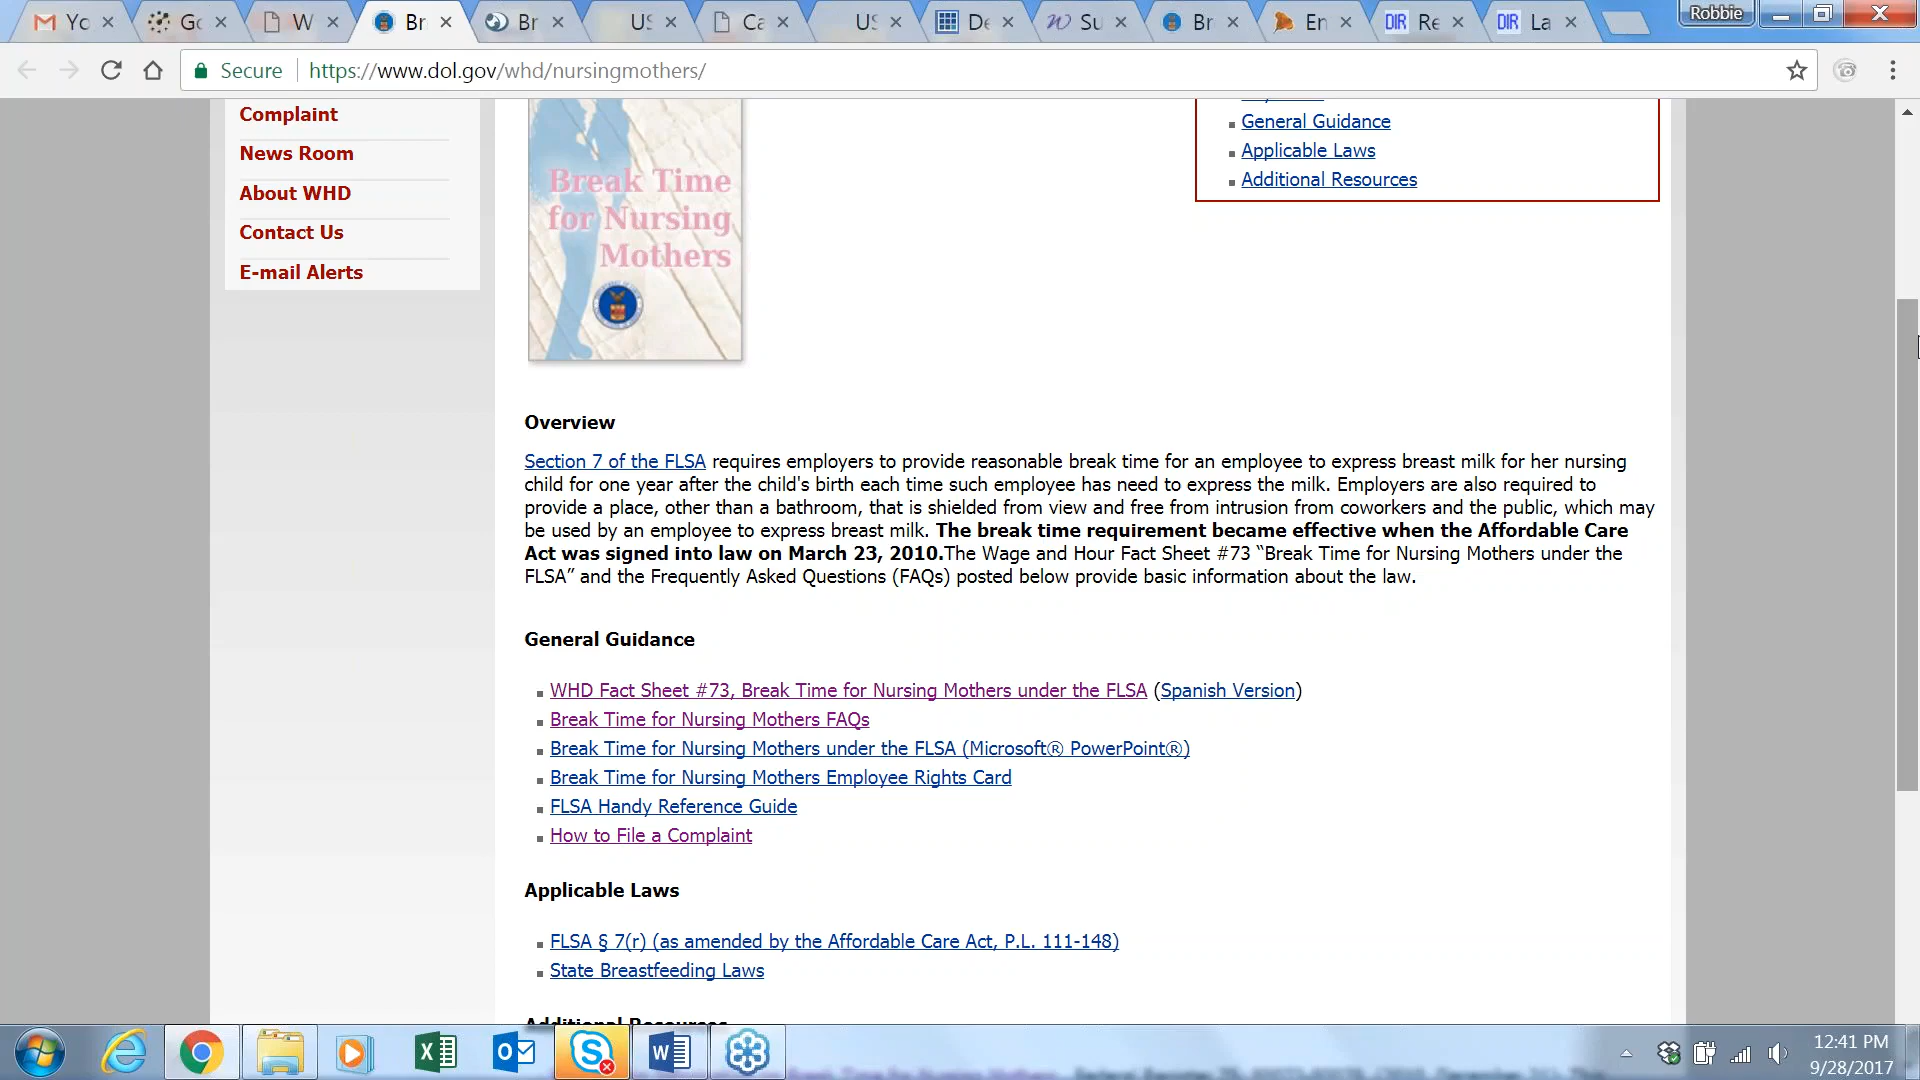 Yo
Go
W
Br
Br
US
Ca
US
De
Su
Br
En
DIR Re
DIR La
Robbie
Secure
https://www.dol.gov/whd/nursingmothers/
Complaint
News Room
About WHD
Contact Us
E-mail Alerts
Break Time
for Nursing
Mothers
General Guidance
Applicable Laws
Additional Resources
Overview
Section 7 of the FLSA requires employers to provide reasonable break time for an employee to express breast milk for her nursing
child for one year after the child's birth each time such employee has need to express the milk. Employers are also required to
provide a place, other than a bathroom, that is shielded from view and free from intrusion from coworkers and the public, which may
be used by an employee to express breast milk. The break time requirement became effective when the Affordable Care
Act was signed into law on March 23, 2010.The Wage and Hour Fact Sheet #73 “Break Time for Nursing Mothers under the
FLSA” and the Frequently Asked Questions (FAQs) posted below provide basic information about the law.
General Guidance
WHD Fact Sheet #73, Break Time for Nursing Mothers under the FLSA (Spanish Version)
Break Time for Nursing Mothers FAQs
Break Time for Nursing Mothers under the FLSA (Microsoft® PowerPoint®)
Break Time for Nursing Mothers Employee Rights Card
FLSA Handy Reference Guide
How to File a Complaint
Applicable Laws
FLSA § 7(r) (as amended by the Affordable Care Act, P.L. 111-148)
State Breastfeeding Laws
Additional Resources
12:41 PM
9/28/2017